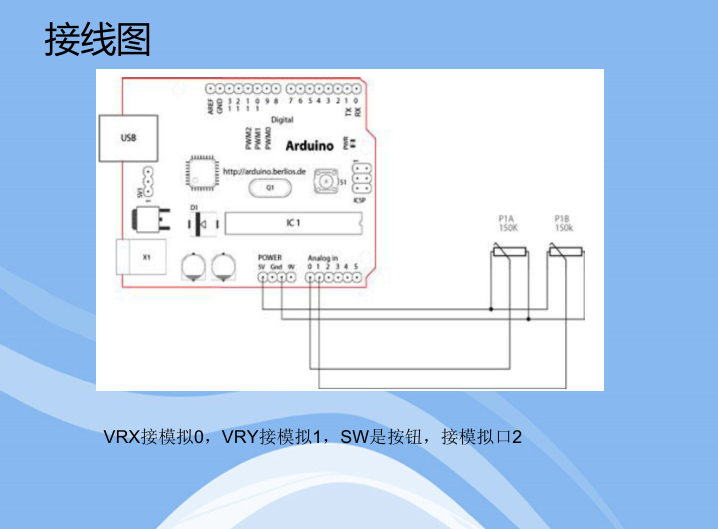 接线图
AREF
GND
13
12
11
10
9
8
7 6 5 4 3 2 1 0
TX
RX
Digital
USB
PWM2
PWM1
PWM0
Arduino
PWR
http://arduino.berlios.de
Q1
S1
1
ICSP
SV1
1
D1
IC 1
X1
POWER
5V Gnd 9V
Analog in
0 1 2 3 4 5
P1A
150K
P1B
150k
VRX接模拟0，VRY接模拟1，SW是按钮，接模拟口2